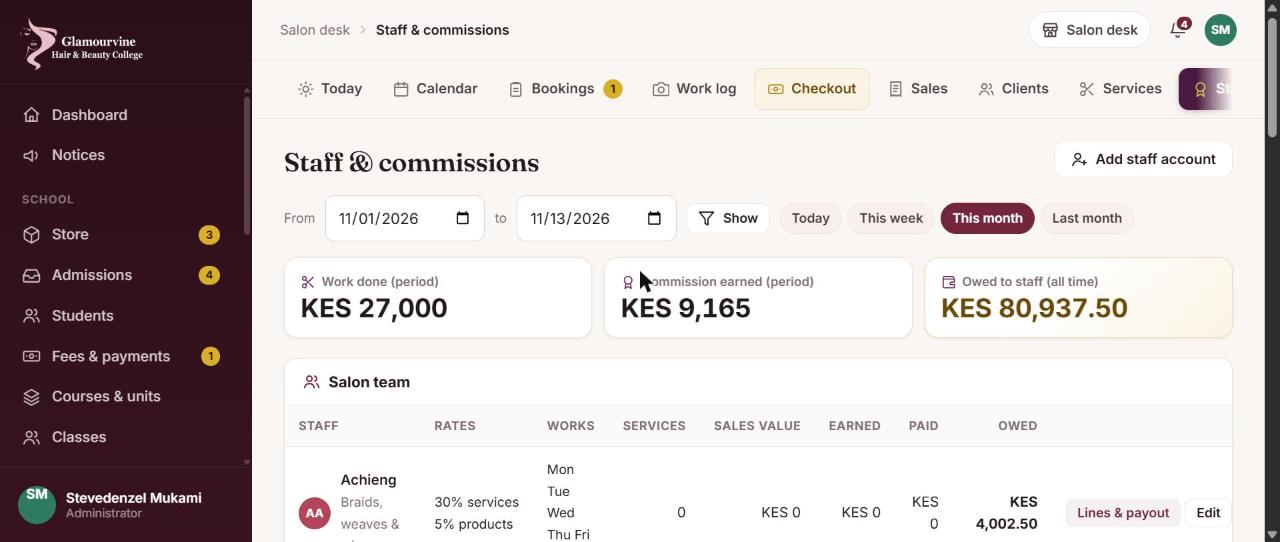 Glamourvine
Hair & Beauty College
Salon desk > Staff & commissions
Salon desk
4
SM
Today
Calendar
Bookings 1
Work log
Checkout
Sales
Clients
Services
Dashboard
Notices
SCHOOL
Store 3
Admissions 4
Students
Fees & payments 1
Courses & units
Classes
SM
Stevedenzel Mukami
Administrator
Staff & commissions
Add staff account
From 11/01/2026 to 11/13/2026 Show Today This week This month Last month
Work done (period)
KES 27,000
ommission earned (period)
KES 9,165
Owed to staff (all time)
KES 80,937.50
Salon team
STAFF RATES WORKS SERVICES SALES VALUE EARNED PAID OWED
AA
Achieng
Braids,
weaves &
30% services
5% products
Mon
Tue
Wed
Thu Fri
0
KES 0
KES 0
KES
0
KES
4,002.50
Lines & payout
Edit